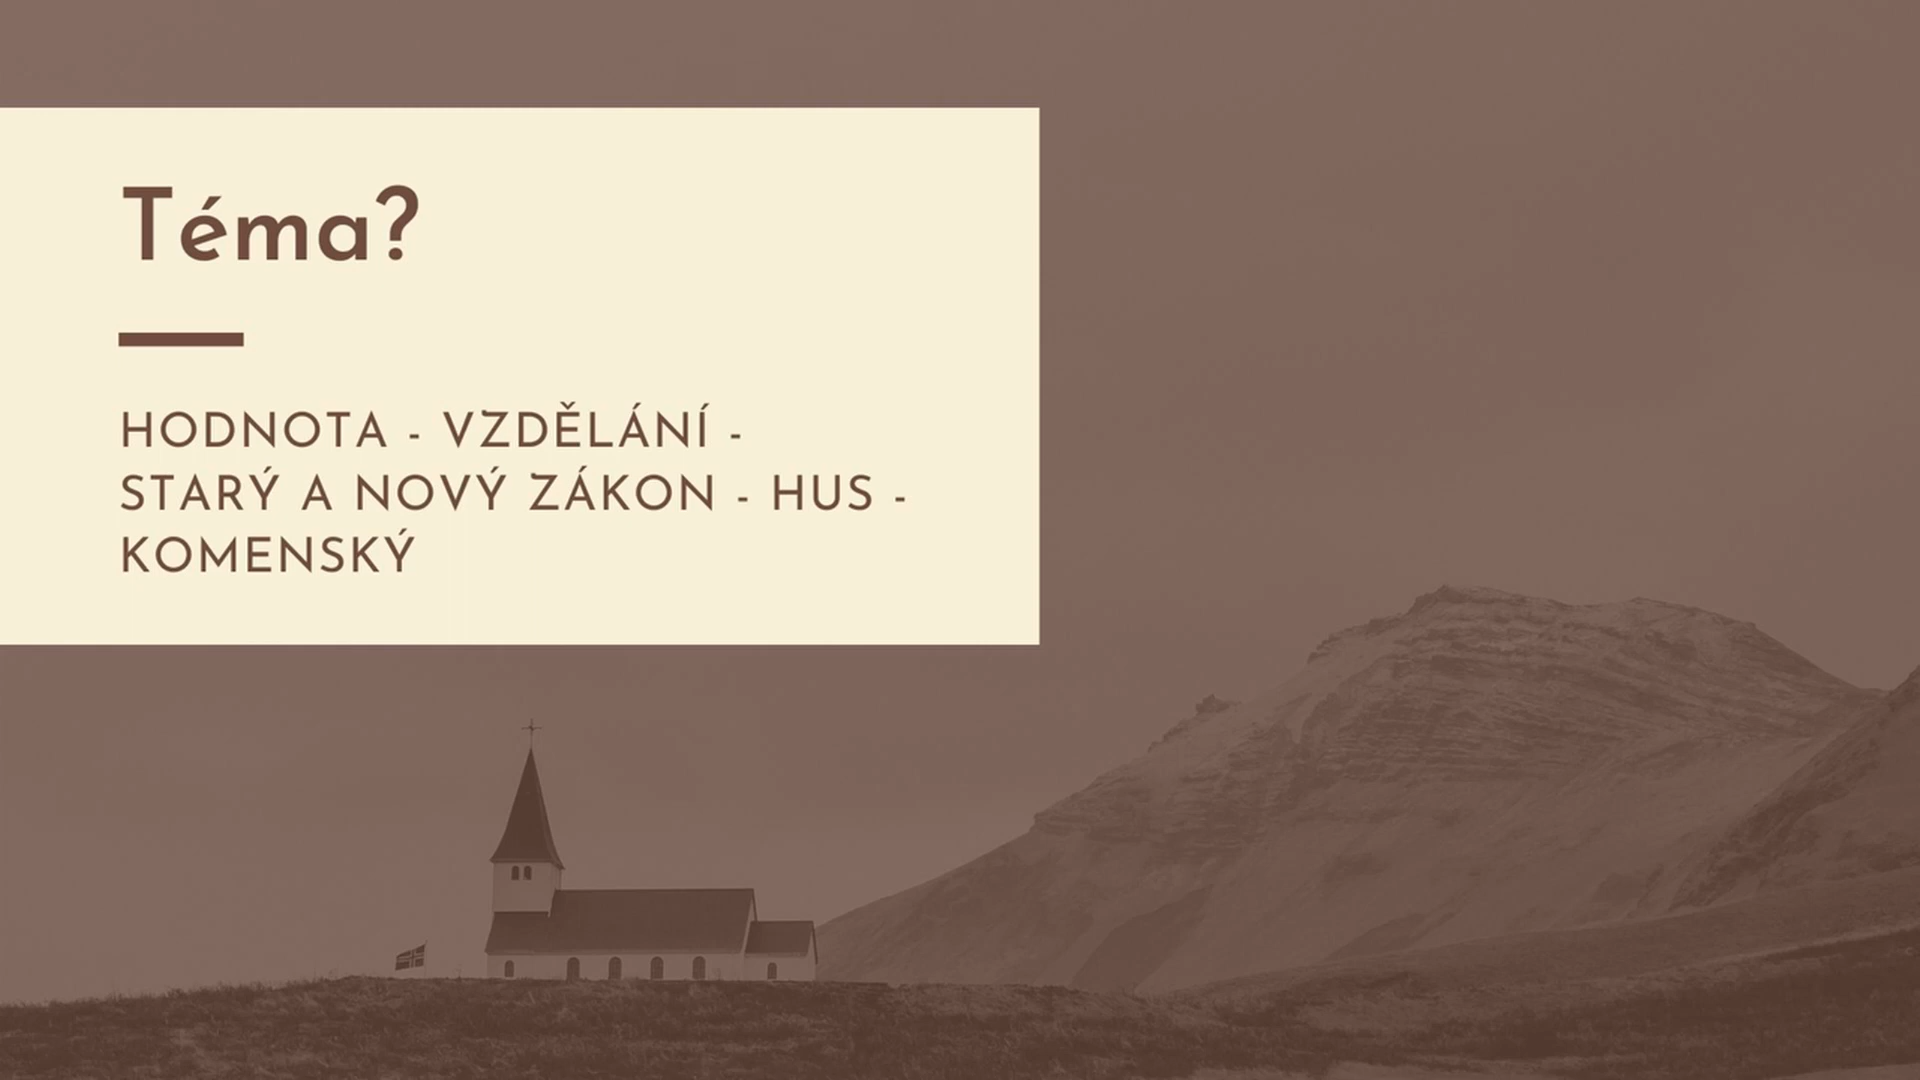 Téma?
HODNOTA - VZDĚLÁNÍ -
STARÝ A NOVÝ ZÁKON - HUS -
KOMENSKÝ